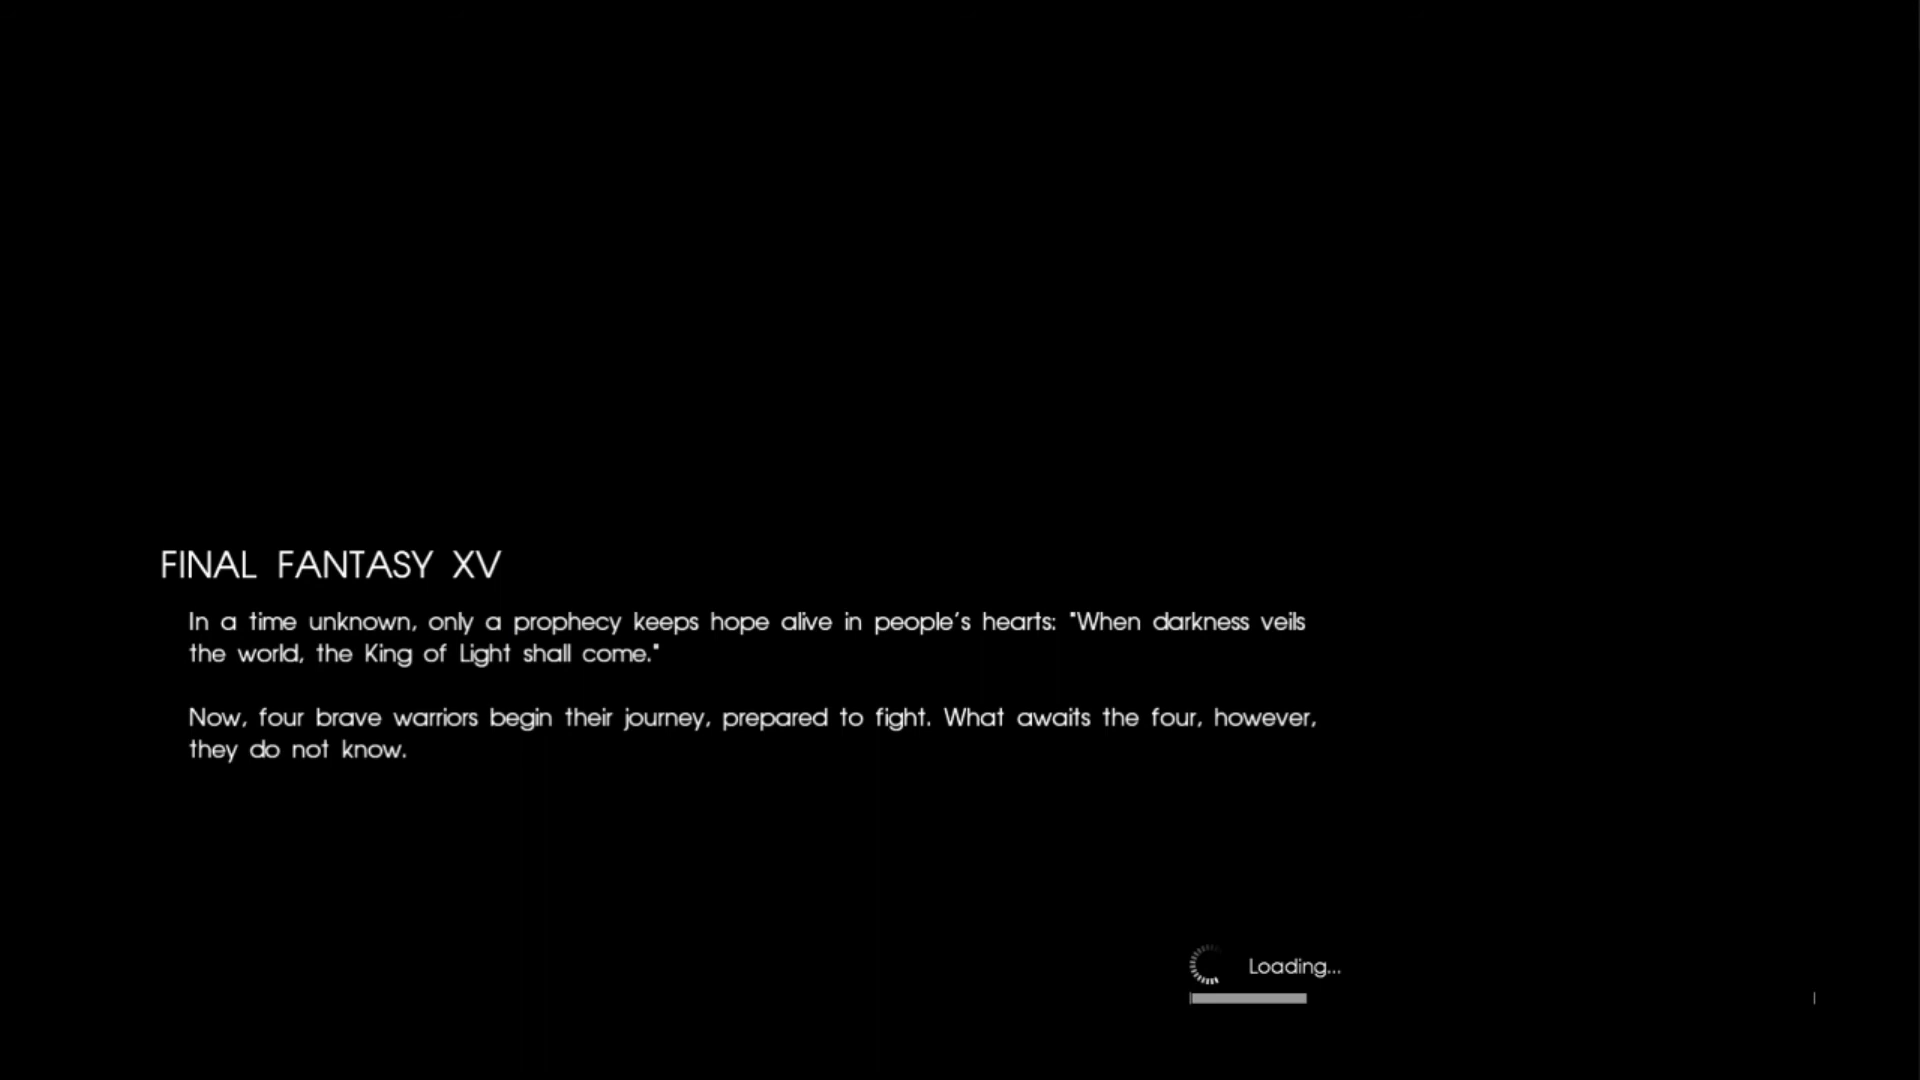 FINAL FANTASY XV
In a time unknown, only a prophecy keeps hope alive in people's hearts: "When darkness veils
the world, the King of Light shall come."
Now, four brave warriors begin their journey, prepared to fight. What awaits the four, however,
they do not know.
Loading...